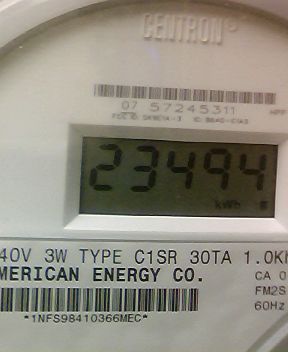 CENTRON®
07 57245311
23494
kWh
40V 3W TYPE C1SR 30TA 1.0Kh
MERICAN ENERGY CO.
CA 0
FM2S
60Hz
*1NFS98410366MEC*